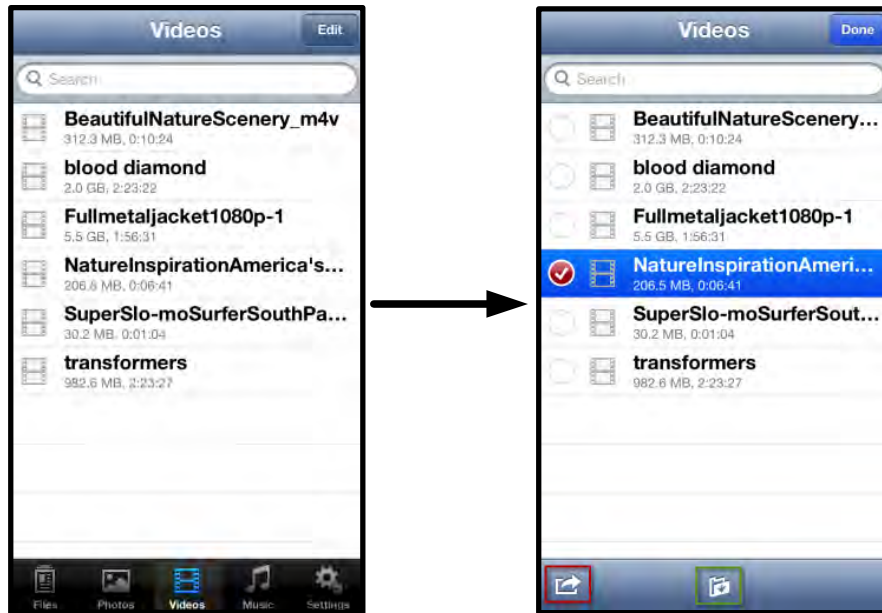 Videos
Edit
Search
BeautifulNatureScenery_m4v
312.3 MB, 0:10:24
blood diamond
2.0 GB, 2:23:22
Fullmetaljacket1080p-1
5.5 GB, 1:56:31
NatureInspirationAmerica's...
206.5 MB, 0:06:41
SuperSlo-moSurferSouthPa...
30.2 MB, 0:01:04
transformers
982.6 MB, 2:23:27
Files
Photos
Videos
Music
Settings
Videos
Done
Search
BeautifulNatureScenery...
312.3 MB, 0:10:24
blood diamond
2.0 GB, 2:23:22
Fullmetaljacket1080p-1
5.5 GB, 1:56:31
NatureInspirationAmeri...
206.5 MB, 0:06:41
SuperSlo-moSurferSout...
30.2 MB, 0:01:04
transformers
982.6 MB, 2:23:27